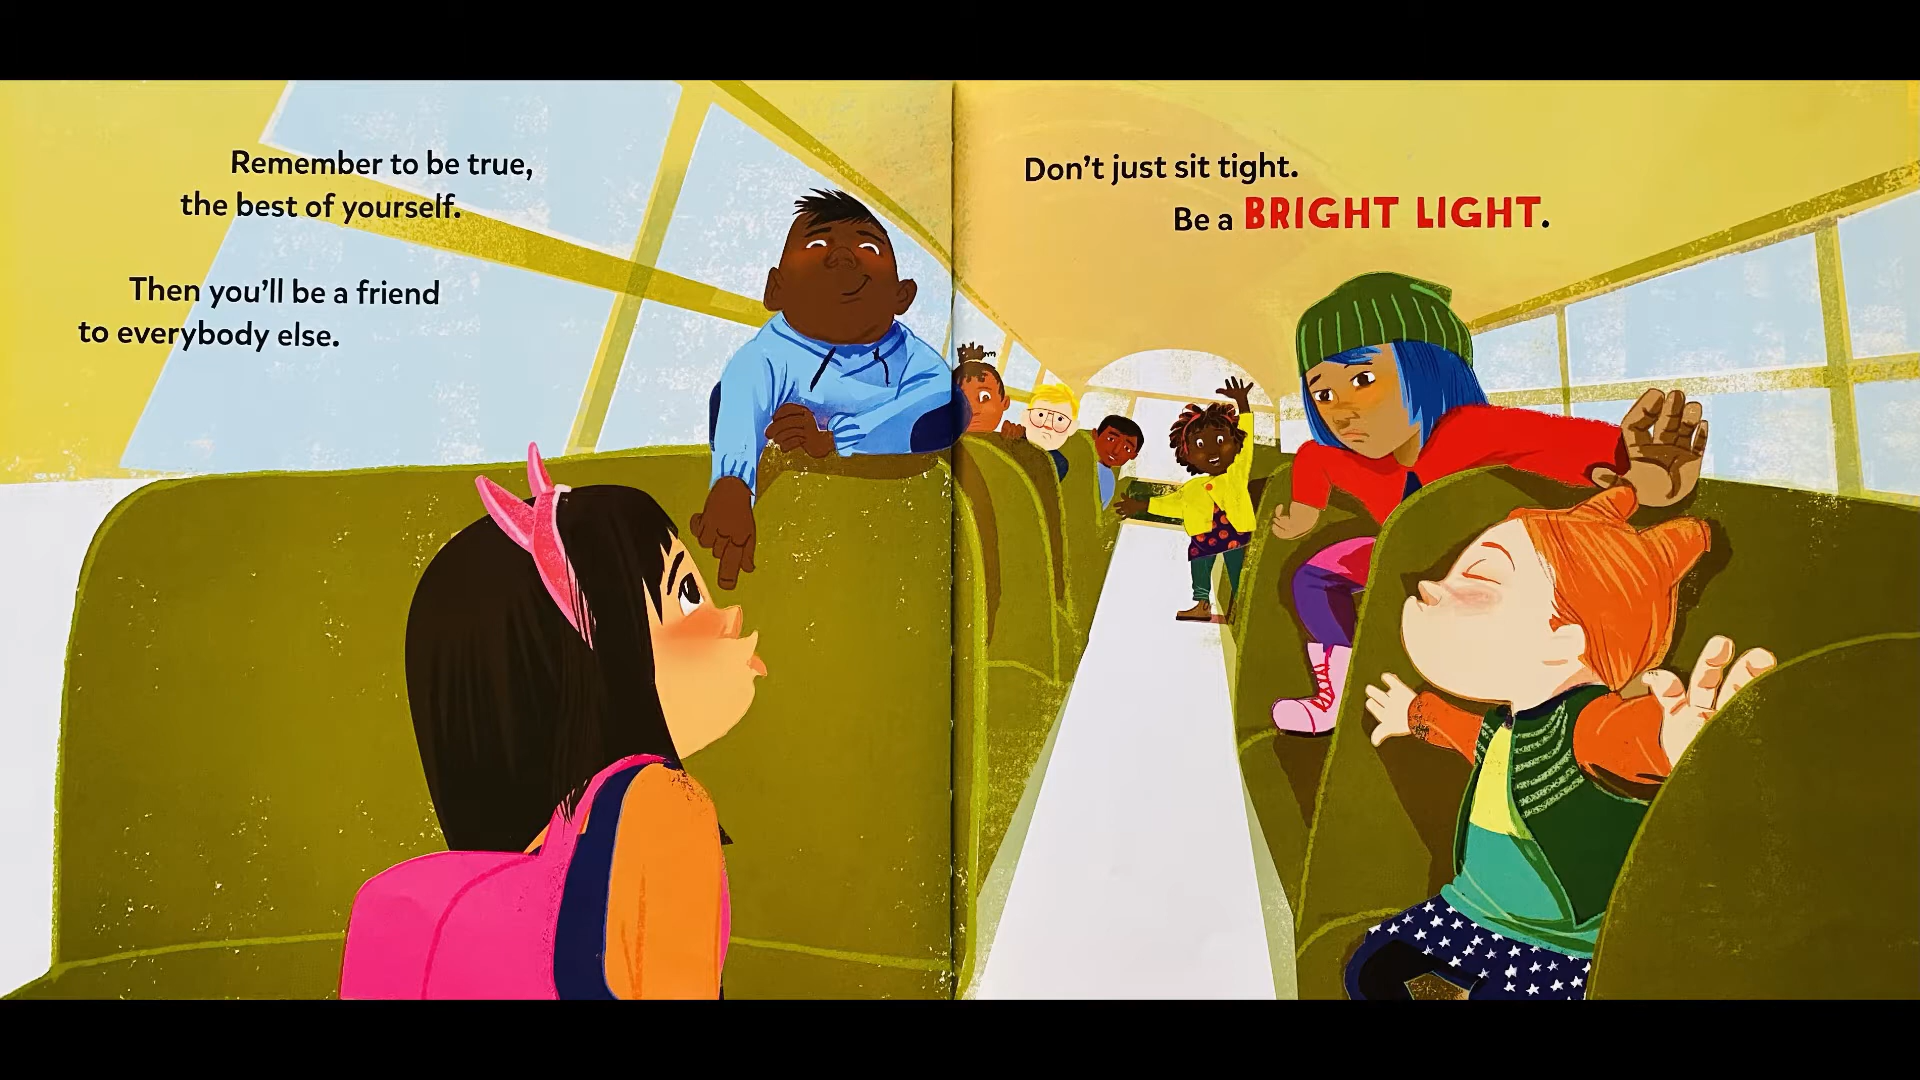 Remember to be true,
the best of yourself.
Then you'll be a friend
to everybody else.
Don't just sit tight.
Be a BRIGHT LIGHT.